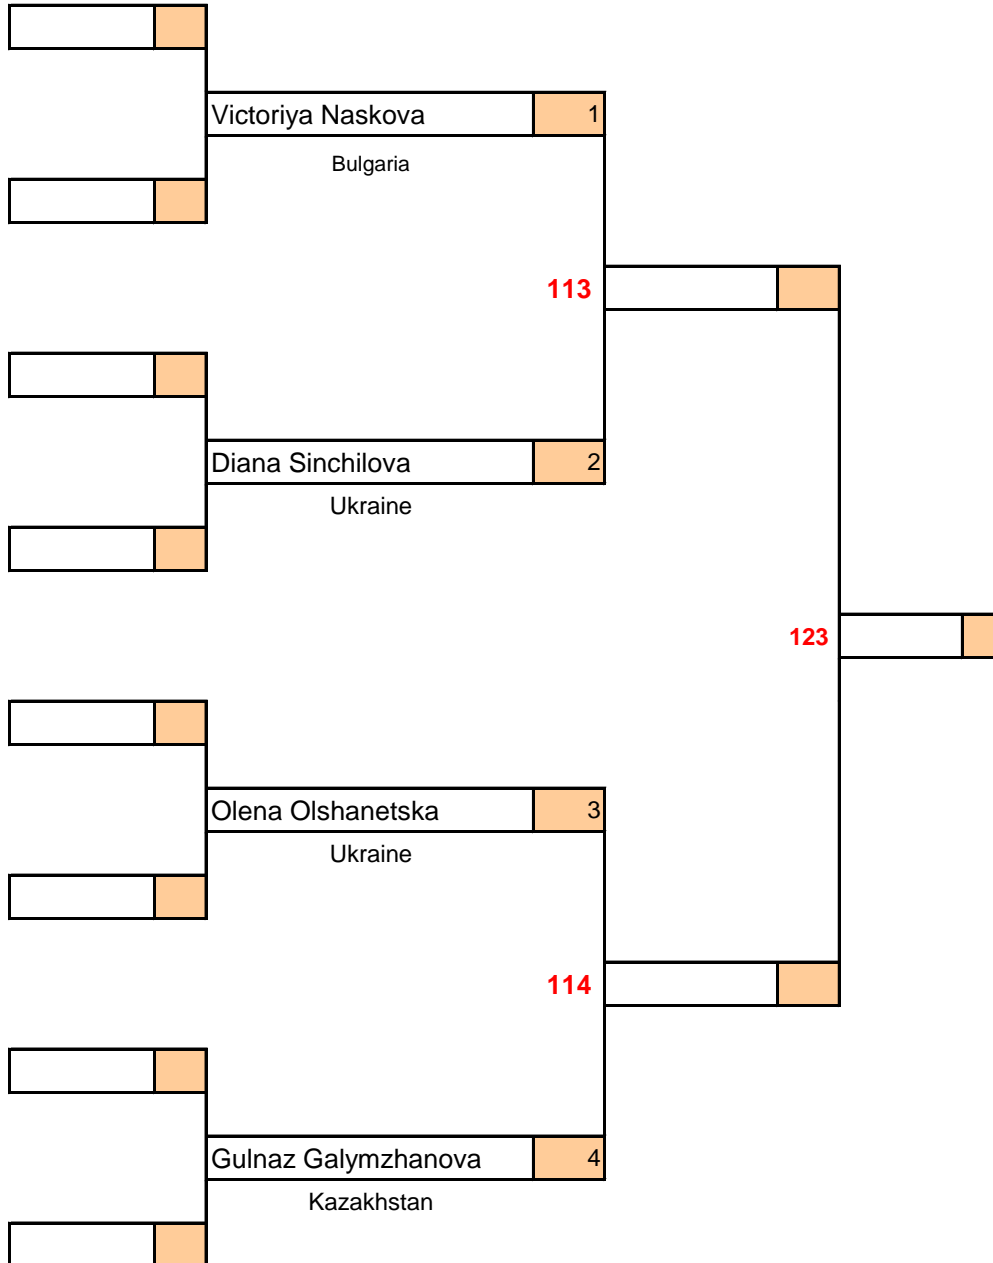 Victoriya Naskova 1
Bulgaria
113
Diana Sinchilova 2
Ukraine
123
Olena Olshanetska 3
Ukraine
114
Gulnaz Galymzhanova 4
Kazakhstan